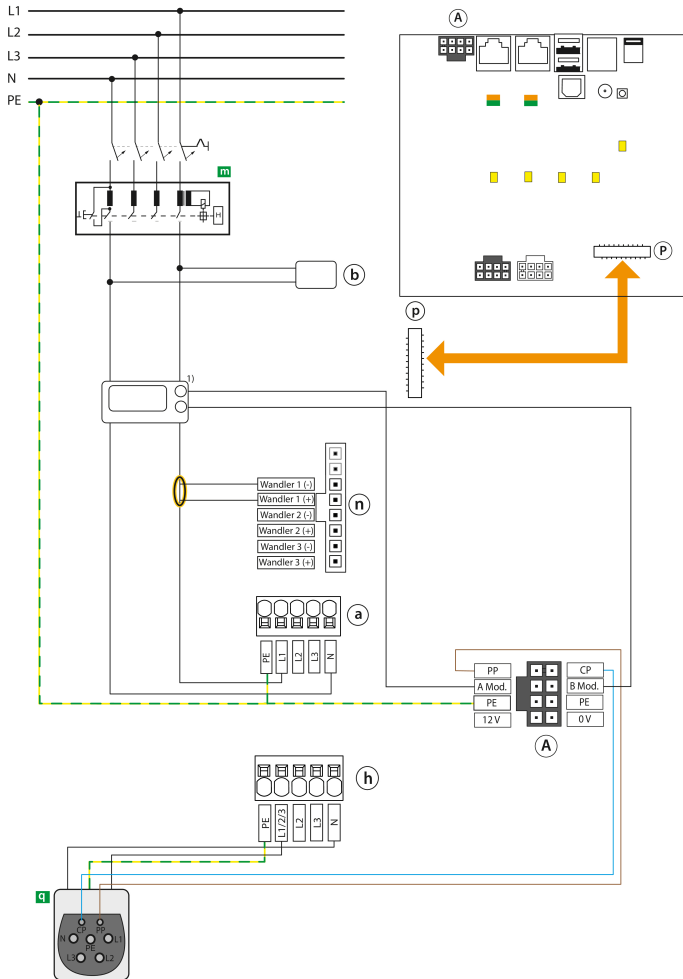 L1
L2
L3
N
PE
A
m
H
b
P
p
1)
Wandler 1 (-)
Wandler 1 (+)
Wandler 2 (-)
Wandler 2 (+)
Wandler 3 (-)
Wandler 3 (+)
n
a
PE
L1
L2
L3
N
PP
A Mod.
PE
12 V
CP
B Mod.
PE
0 V
A
h
PE
L1/2/3
L2
L3
N
q
CP PP
N PE L1
L3 L2